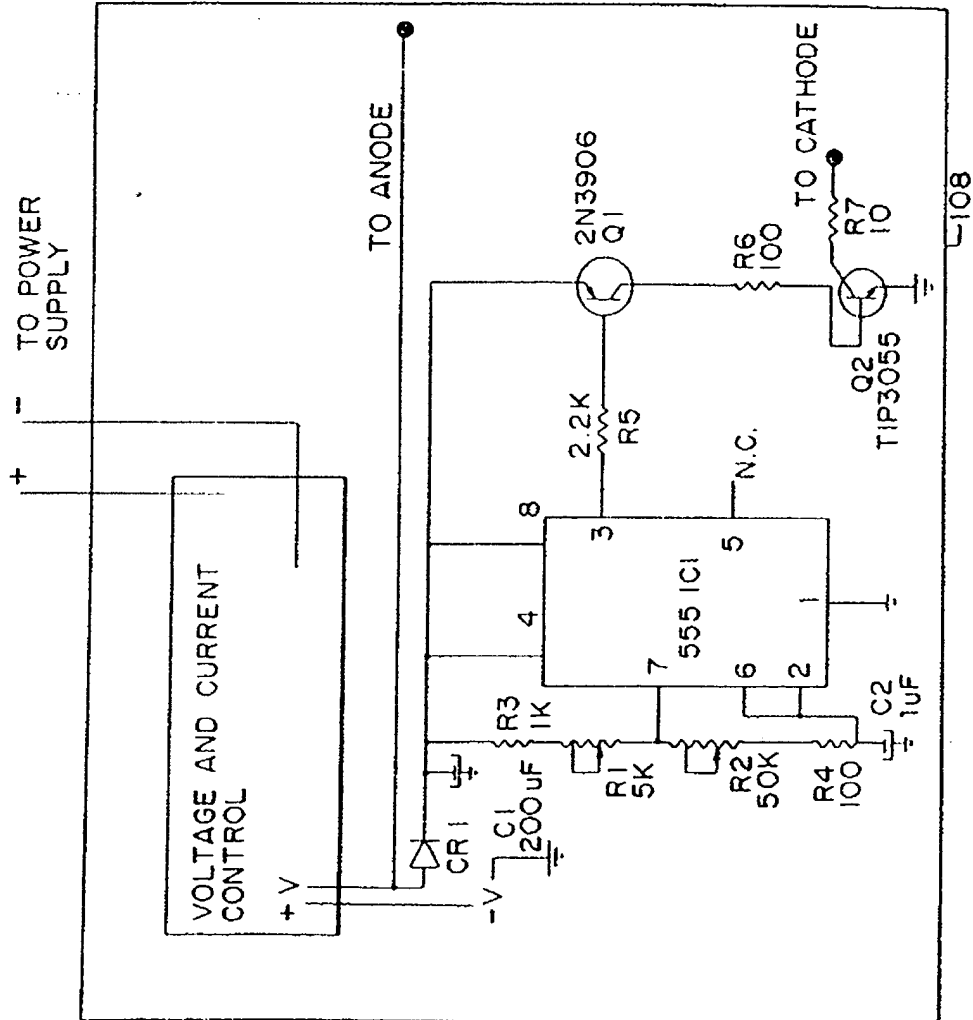 TO POWER
SUPPLY
+
-
VOLTAGE AND CURRENT
CONTROL
+ V
- V
TO ANODE
CR 1
C1
200uF
R3
1K
R1
5K
R2
50K
R4
100
C2
1uF
4
8
7
3
6
2
5
1
555 IC1
N.C.
2.2K
R5
2N3906
Q1
R6
100
TO CATHODE
R7
10
Q2
TIP3055
108